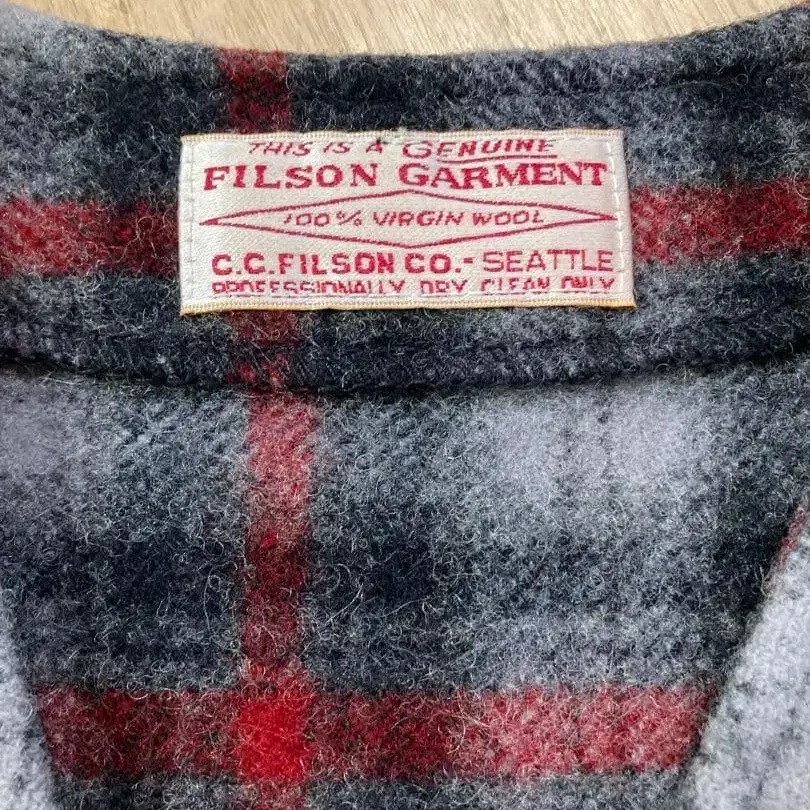 THIS IS A GENUINE
FILSON GARMENT
100% VIRGIN WOOL
C.C. FILSON CO. - SEATTLE
PROFESSIONALLY DRY CLEAN ONLY